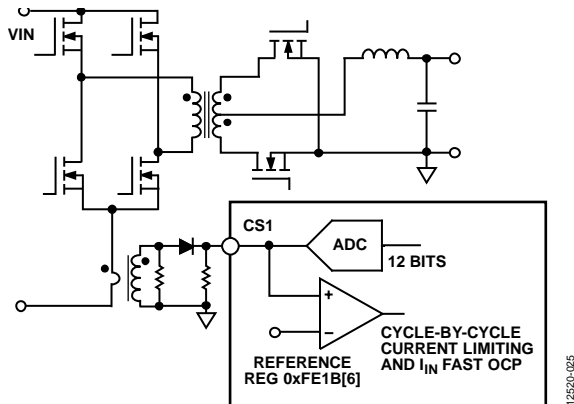 VIN
CS1
ADC
12 BITS
+
−
CYCLE-BY-CYCLE
CURRENT LIMITING
AND IIN FAST OCP
REFERENCE
REG 0xFE1B[6]
12520-025